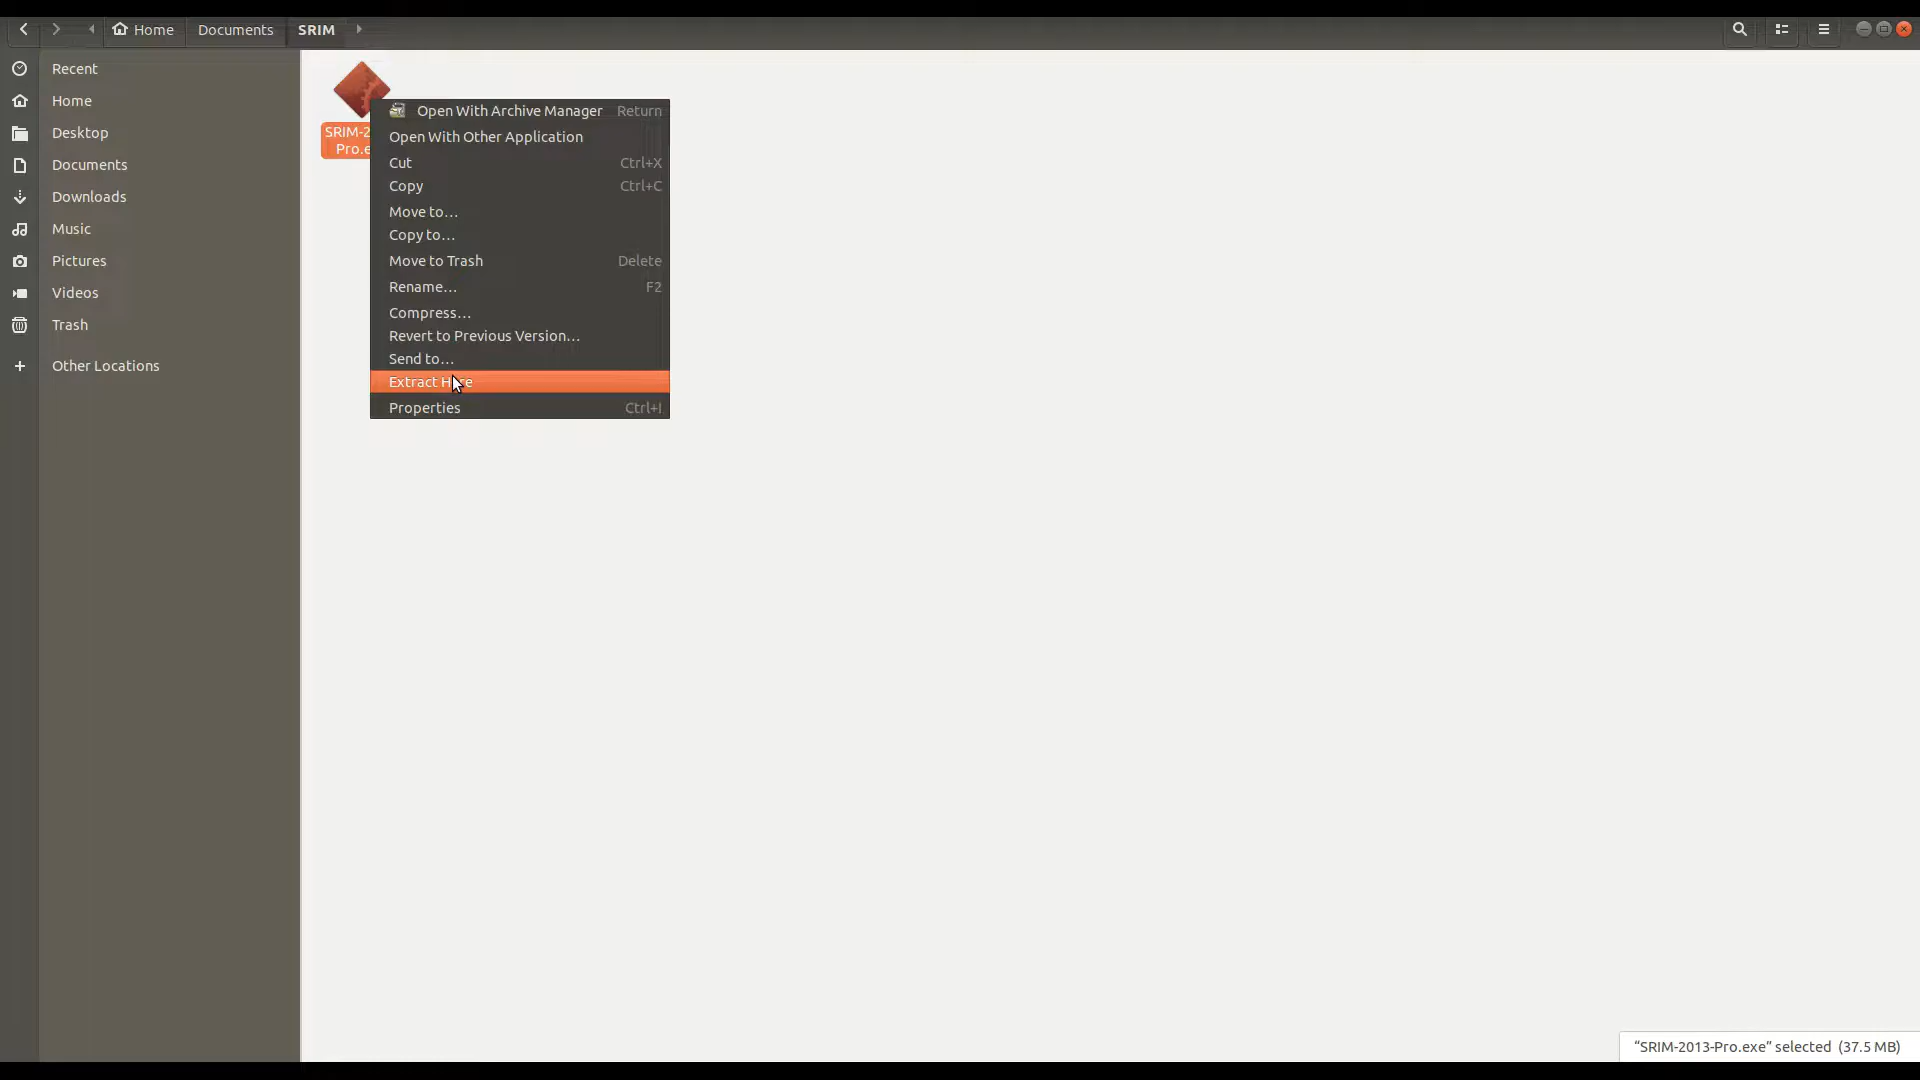 Home Documents SRIM
Recent
Home
Desktop
Documents
Downloads
Music
Pictures
Videos
Trash
Other Locations
SRIM-2
Pro.e
Open With Archive Manager Return
Open With Other Application
Cut Ctrl+X
Copy Ctrl+C
Move to…
Copy to…
Move to Trash Delete
Rename… F2
Compress…
Revert to Previous Version…
Send to…
Extract Here
Properties Ctrl+I
“SRIM-2013-Pro.exe” selected (37.5 MB)